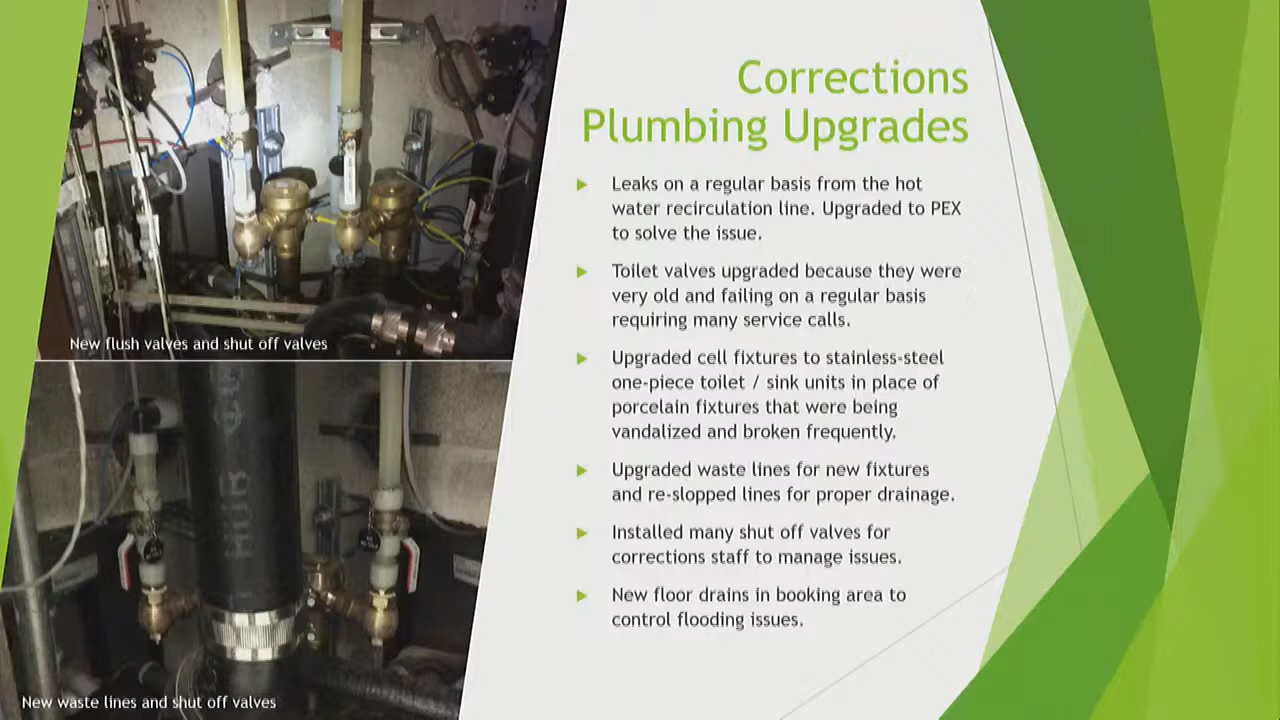 Corrections
Plumbing Upgrades
Leaks on a regular basis from the hot
water recirculation line. Upgraded to PEX
to solve the issue.
Toilet valves upgraded because they were
very old and failing on a regular basis
requiring many service calls.
Upgraded cell fixtures to stainless-steel
one-piece toilet / sink units in place of
porcelain fixtures that were being
vandalized and broken frequently.
Upgraded waste lines for new fixtures
and re-slopped lines for proper drainage.
Installed many shut off valves for
corrections staff to manage issues.
New floor drains in booking area to
control flooding issues.
New flush valves and shut off valves
New waste lines and shut off valves